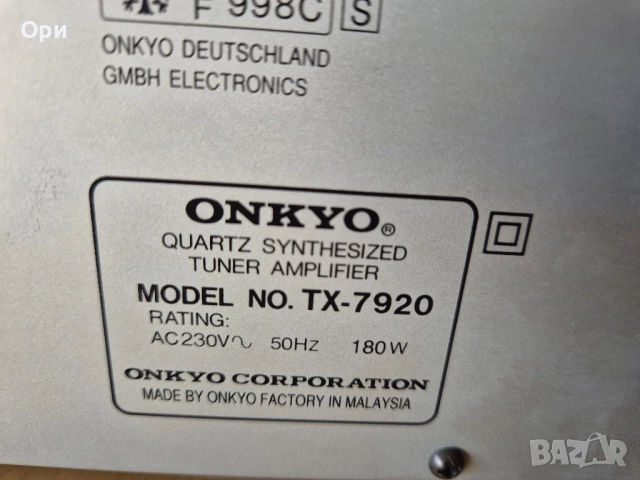 Ори
F 998C S
ONKYO DEUTSCHLAND
GMBH ELECTRONICS
ONKYO®
QUARTZ SYNTHESIZED
TUNER AMPLIFIER
MODEL NO. TX-7920
RATING:
AC230V∿ 50HZ 180W
ONKYO CORPORATION
MADE BY ONKYO FACTORY IN MALAYSIA
BAZAR